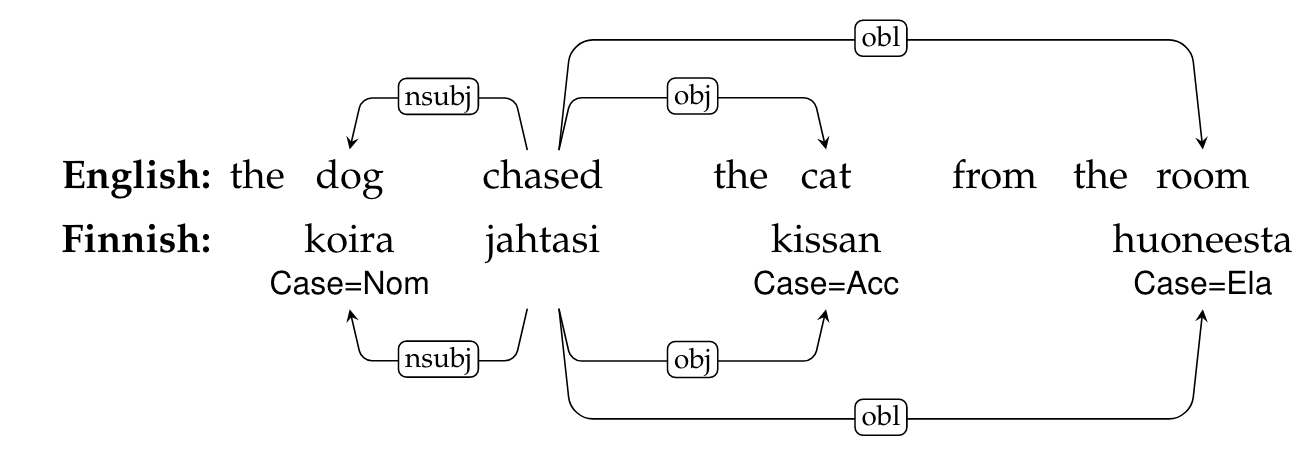 obl
nsubj obj
English: the dog chased the cat from the room
Finnish: koira jahtasi kissan huoneesta
Case=Nom Case=Acc Case=Ela
nsubj obj
obl